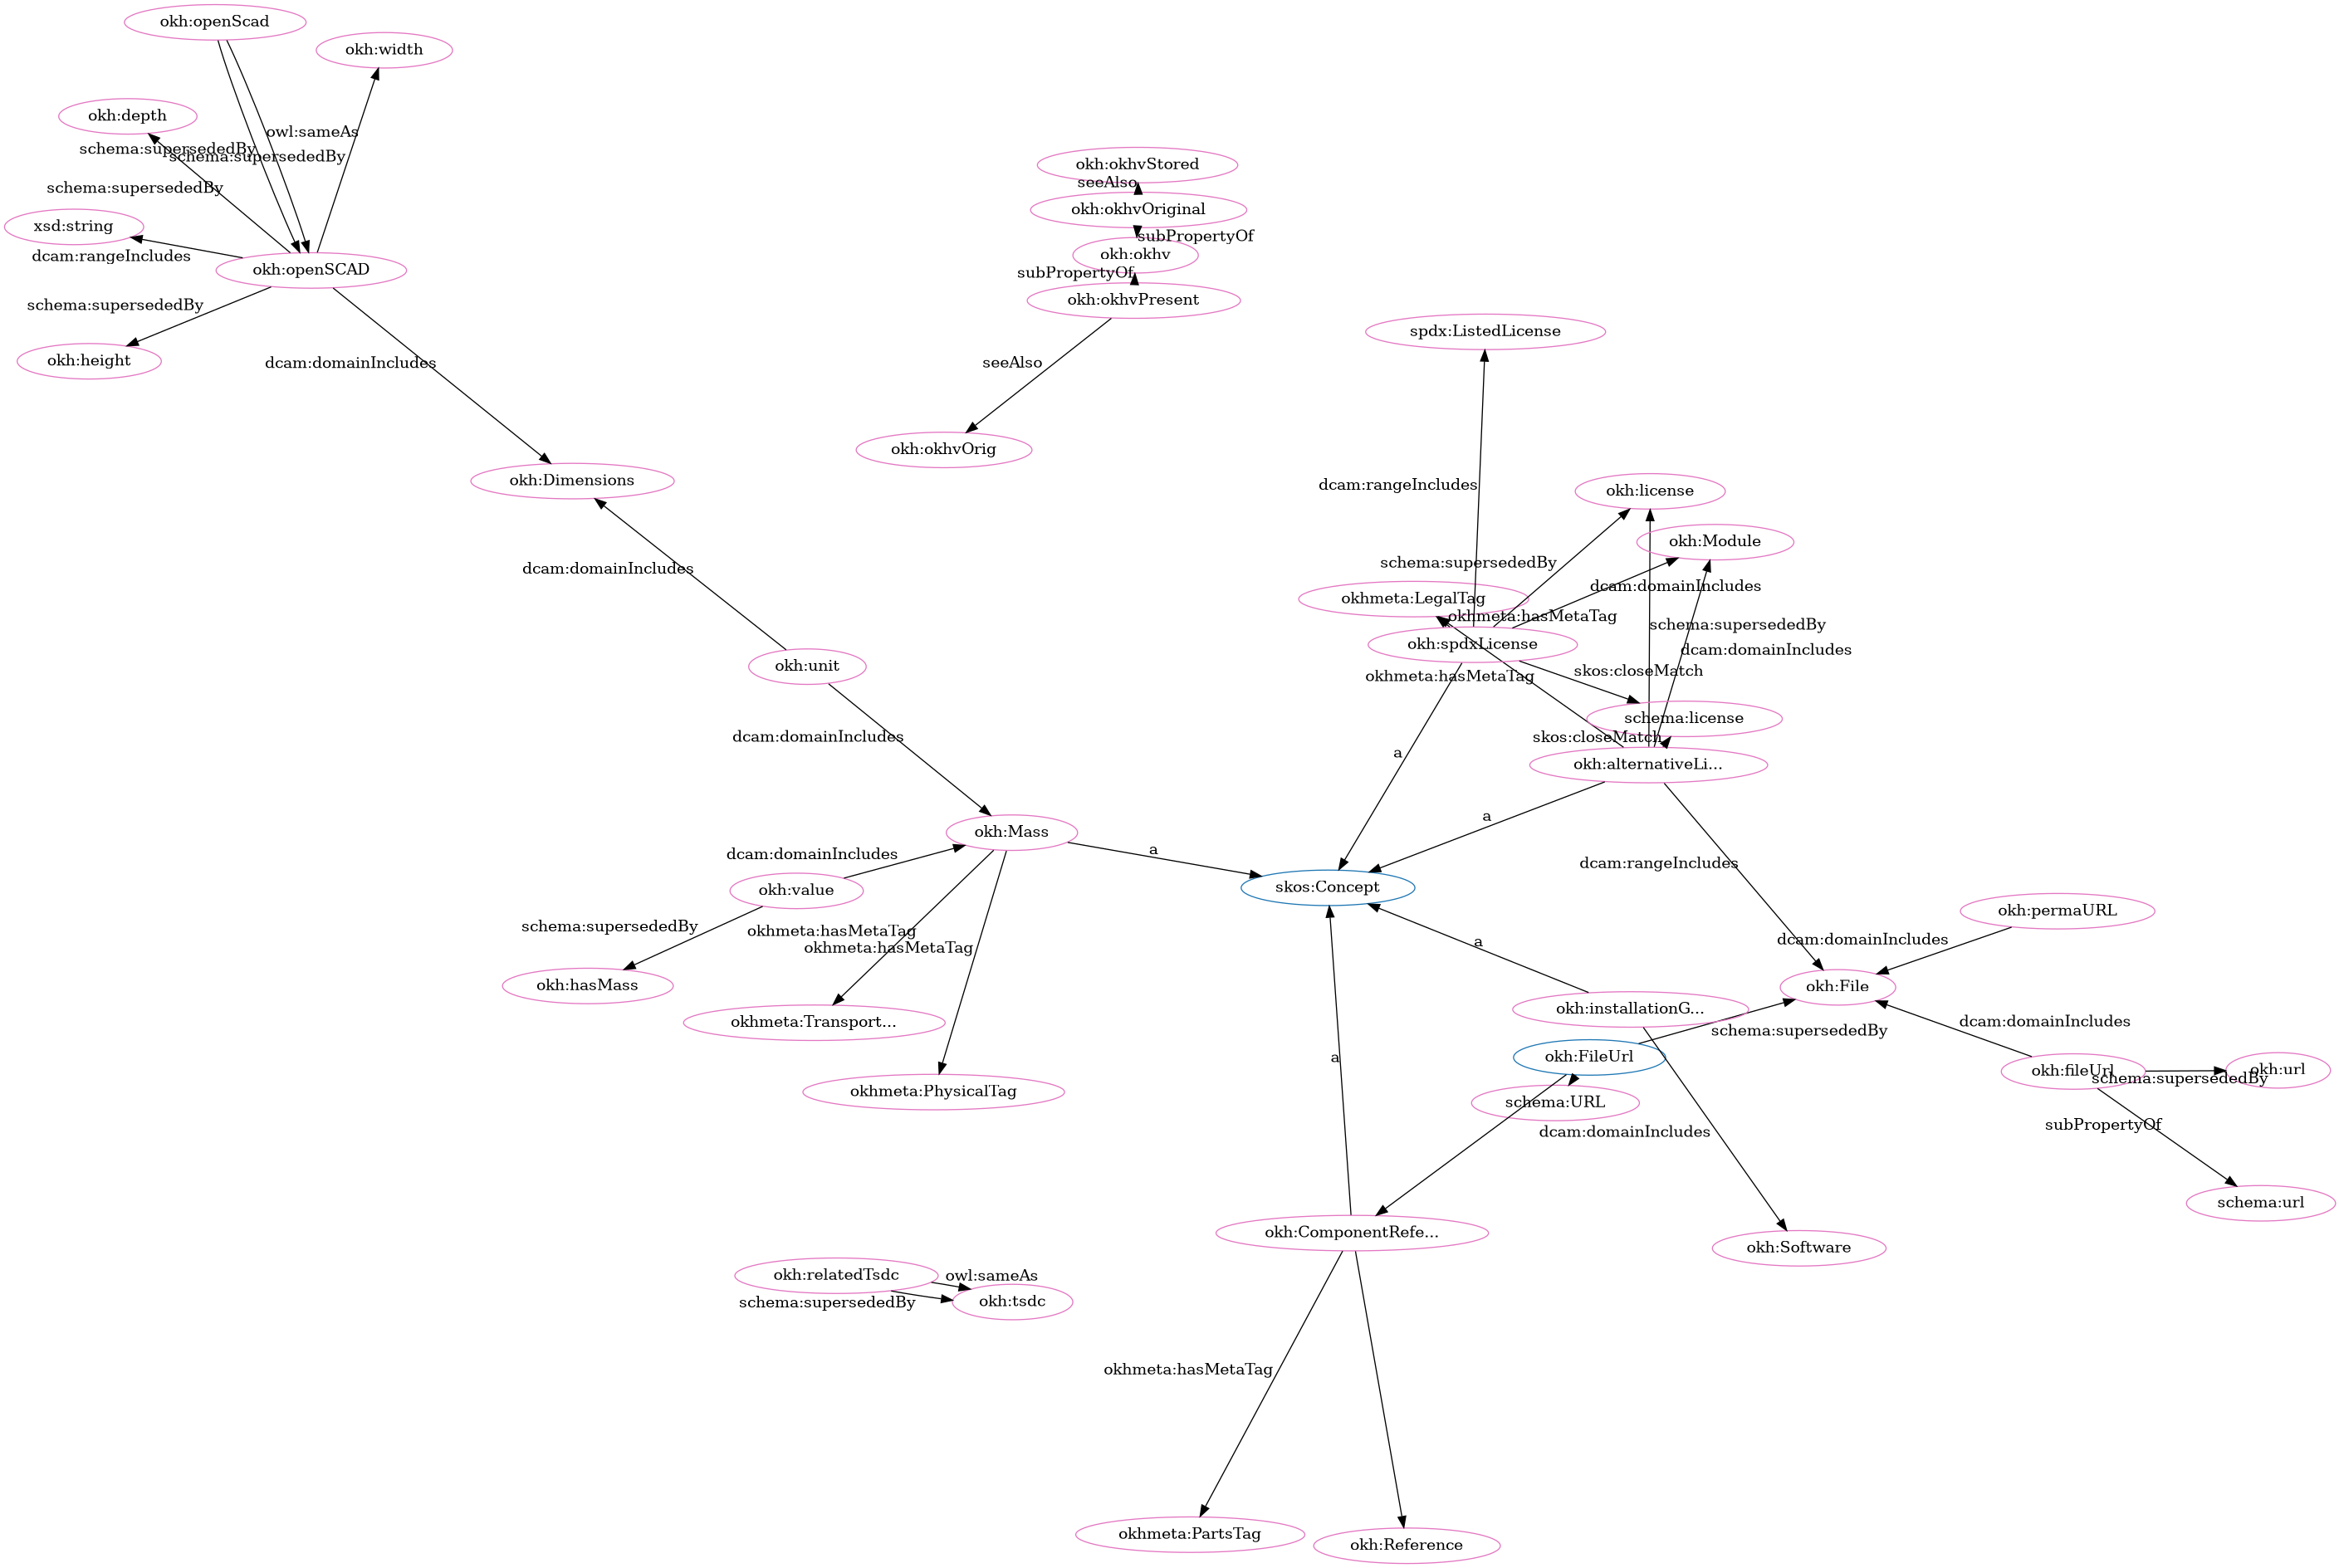 okh:openScad
okh:width
okh:depth
owl:sameAs
schema:supersededBy
schema:supersededBy
okh:okhvStored
seeAlso
schema:supersededBy
okh:okhvOriginal
xsd:string
subPropertyOf
dcam:rangeIncludes
okh:okhv
okh:openSCAD
subPropertyOf
schema:supersededBy
okh:okhvPresent
spdx:ListedLicense
okh:height
dcam:domainIncludes
seeAlso
okh:okhvOrig
okh:Dimensions
dcam:rangeIncludes
okh:license
okh:Module
schema:supersededBy
dcam:domainIncludes
dcam:domainIncludes
okhmeta:LegalTag
okhmeta:hasMetaTag
schema:supersededBy
okh:spdxLicense
dcam:domainIncludes
okh:unit
skos:closeMatch
okhmeta:hasMetaTag
schema:license
dcam:domainIncludes
skos:closeMatch
a
okh:alternativeLi...
a
okh:Mass
a
dcam:domainIncludes
dcam:rangeIncludes
okh:value
skos:Concept
okh:permaURL
schema:supersededBy
okhmeta:hasMetaTag
okhmeta:hasMetaTag
a
dcam:domainIncludes
okh:hasMass
okh:File
okh:installationG...
okhmeta:Transport...
dcam:domainIncludes
schema:supersededBy
a
okh:FileUrl
okh:fileUrl
okh:url
schema:supersededBy
okhmeta:PhysicalTag
schema:URL
subPropertyOf
dcam:domainIncludes
schema:url
okh:ComponentRefe...
okh:Software
okh:relatedTsdc
owl:sameAs
okh:tsdc
schema:supersededBy
okhmeta:hasMetaTag
okhmeta:PartsTag
okh:Reference